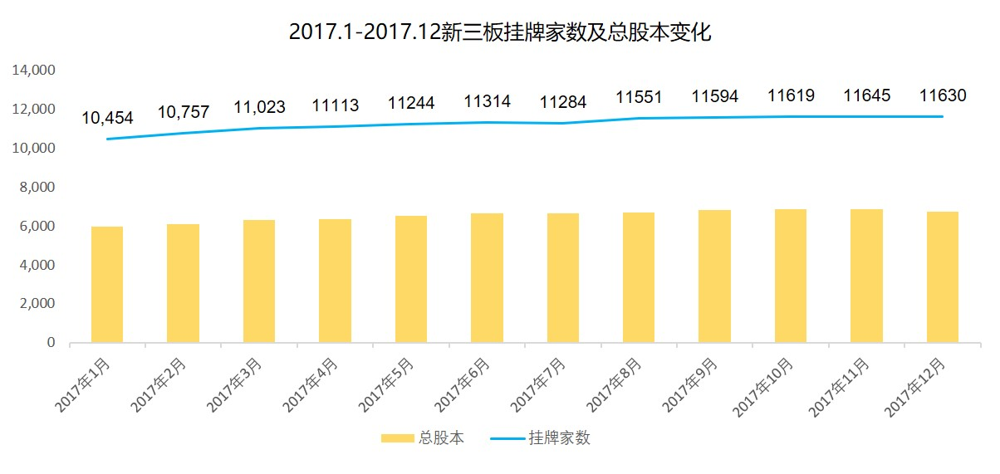 2017.1-2017.12新三板挂牌家数及总股本变化
14,000
12,000
10,000
8,000
6,000
4,000
2,000
0
10,454
10,757
11,023
11113
11244
11314
11284
11551
11594
11619
11645
11630
2017年1月
2017年2月
2017年3月
2017年4月
2017年5月
2017年6月
2017年7月
2017年8月
2017年9月
2017年10月
2017年11月
2017年12月
总股本
挂牌家数